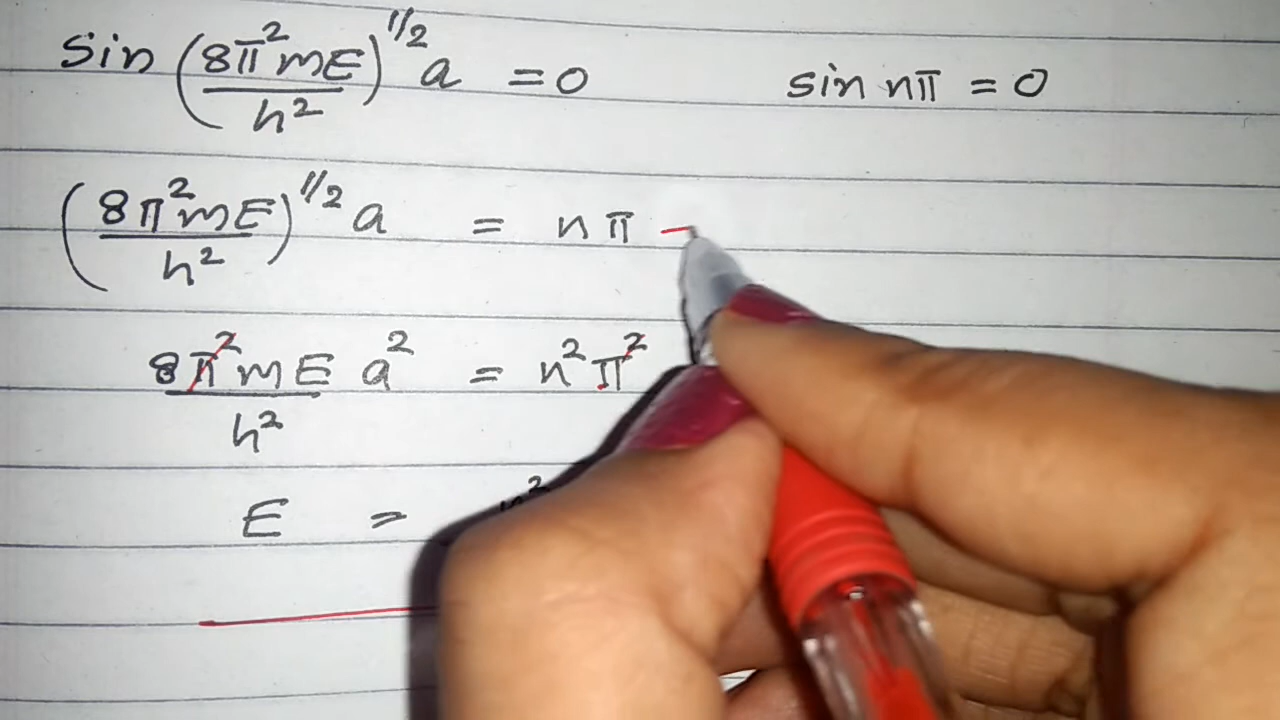 sin (8π²mE/h²)^1/2 a = 0 sin nπ = 0
(8π²mE/h²)^1/2 a = nπ –
8π²mE/h² a² = n²π²
E =